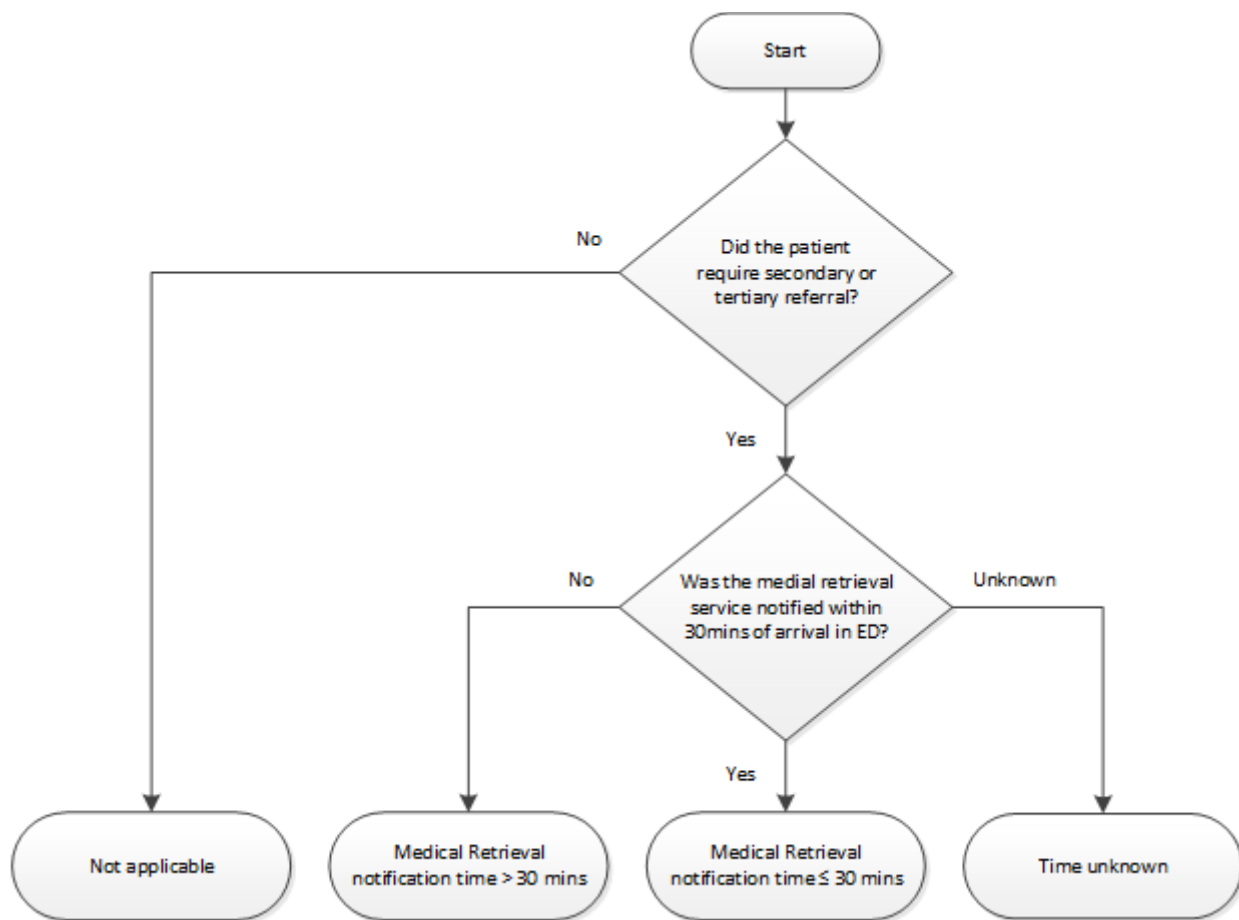 Start
No
Did the patient
require secondary or
tertiary referral?
Yes
No
Was the medial retrieval
service notified within
30mins of arrival in ED?
Unknown
Yes
Not applicable
Medical Retrieval
notification time > 30 mins
Medical Retrieval
notification time ≤ 30 mins
Time unknown